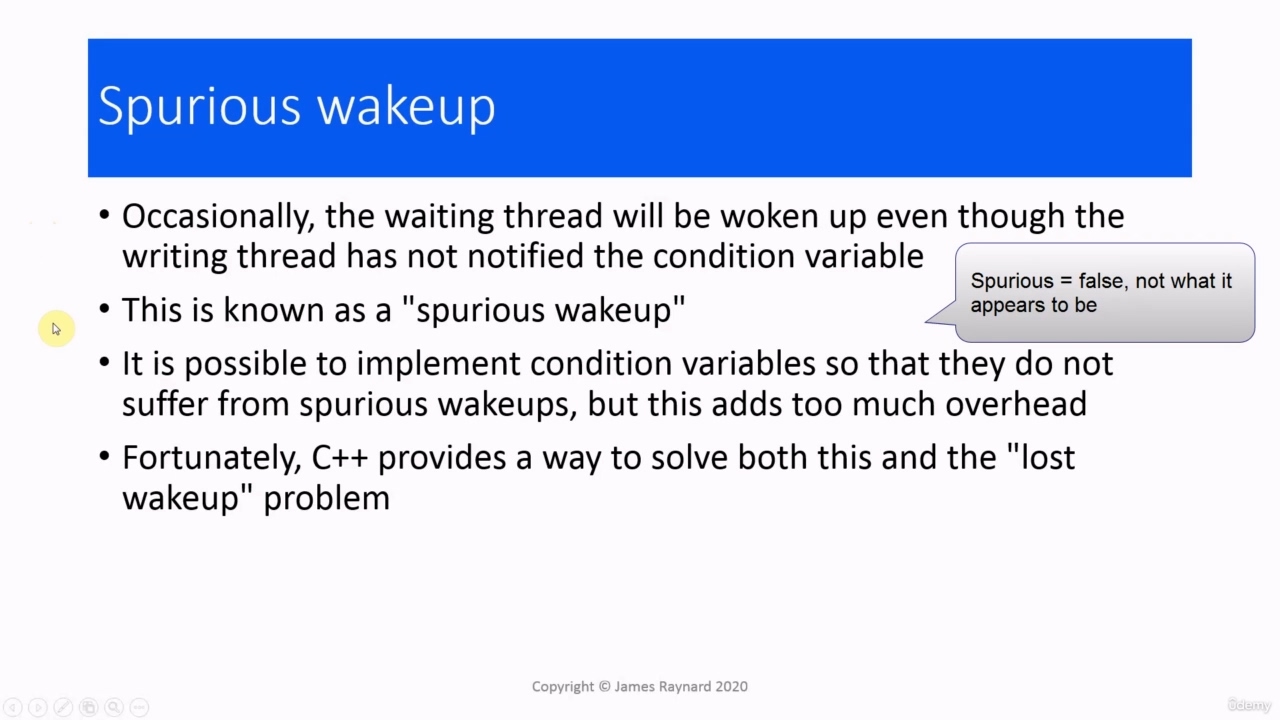 Spurious wakeup
• Occasionally, the waiting thread will be woken up even though the
writing thread has not notified the condition variable
Spurious = false, not what it
appears to be
• This is known as a "spurious wakeup"
• It is possible to implement condition variables so that they do not
suffer from spurious wakeups, but this adds too much overhead
• Fortunately, C++ provides a way to solve both this and the "lost
wakeup" problem
Copyright © James Raynard 2020
ûdemy